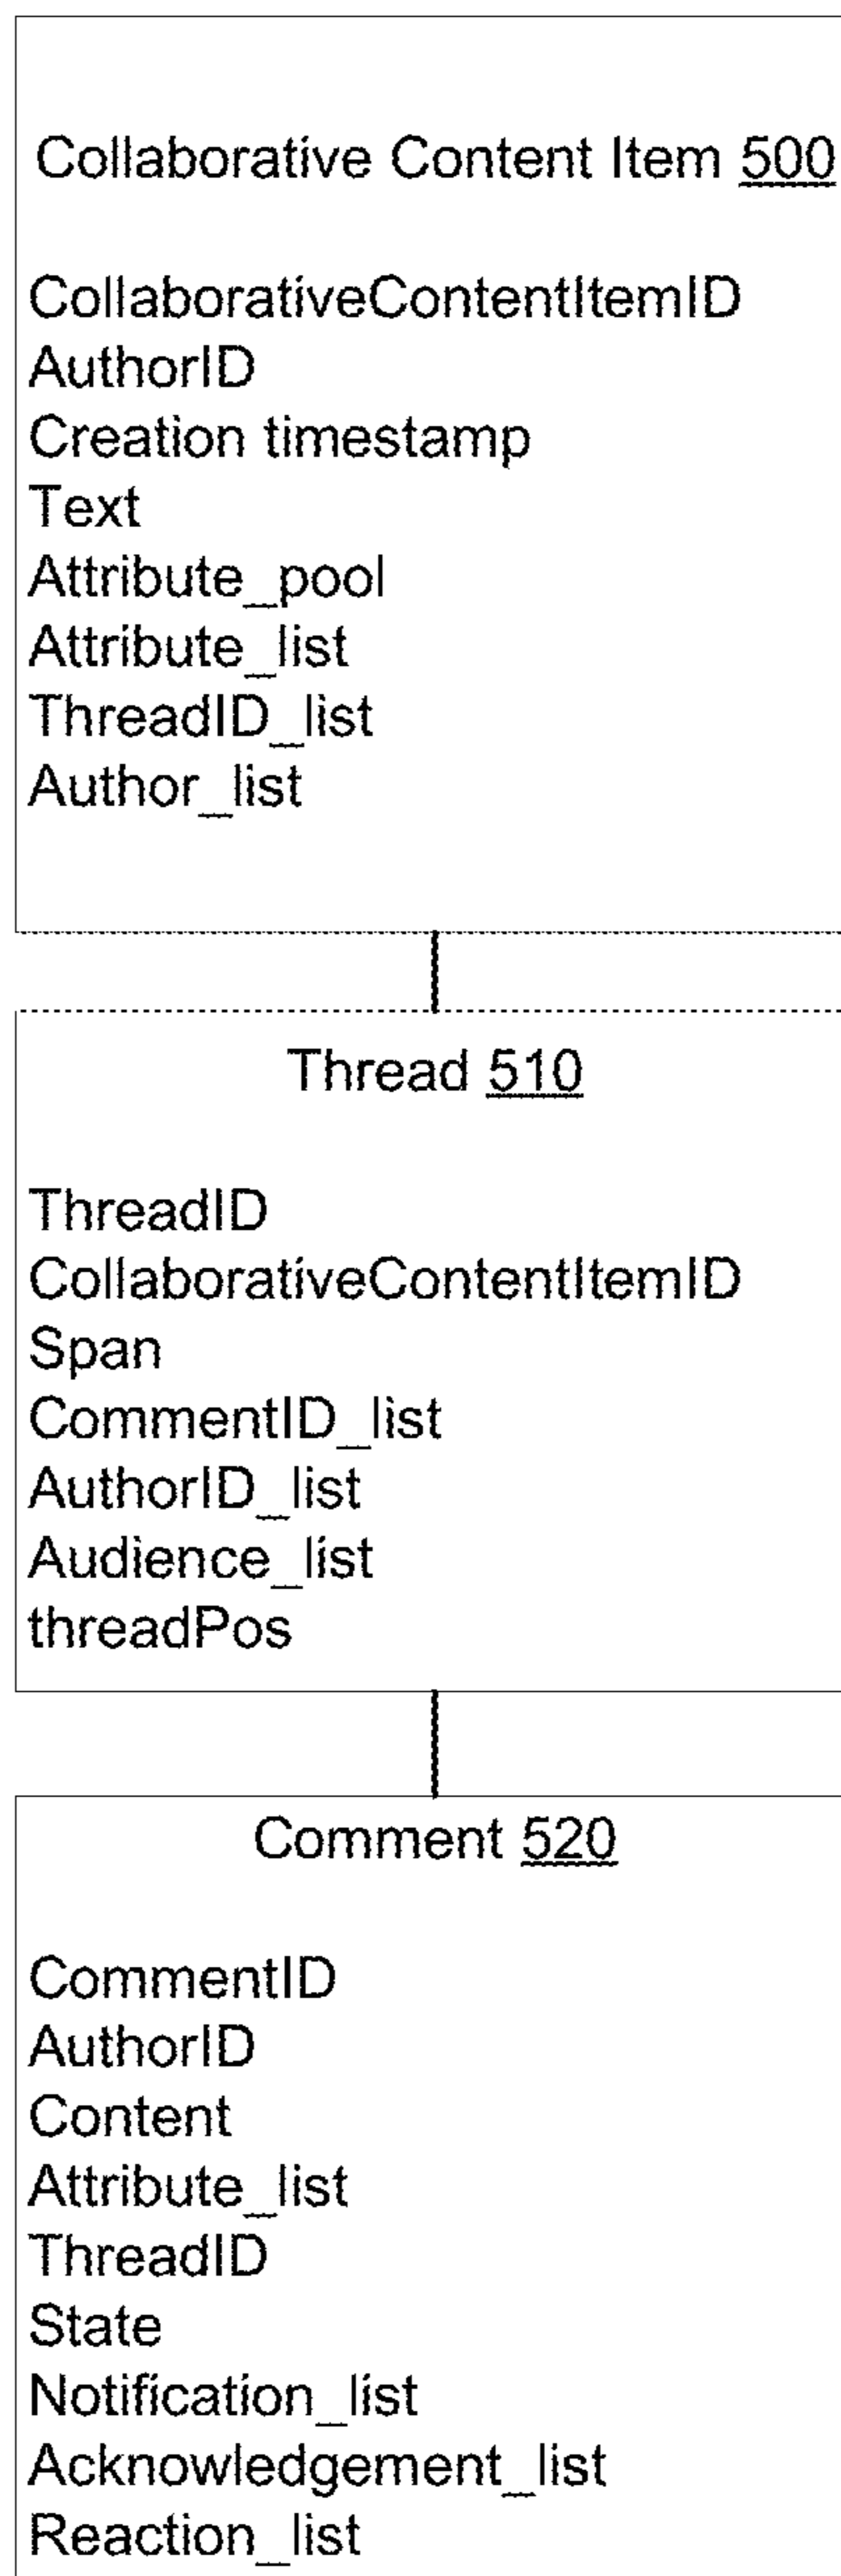 Collaborative Content Item 500
CollaborativeContentItemID
AuthorID
Creation timestamp
Text
Attribute_pool
Attribute_list
ThreadID_list
Author_list
Thread 510
ThreadID
CollaborativeContentItemID
Span
CommentID_list
AuthorID_list
Audience_list
threadPos
Comment 520
CommentID
AuthorID
Content
Attribute_list
ThreadID
State
Notification_list
Acknowledgement_list
Reaction_list